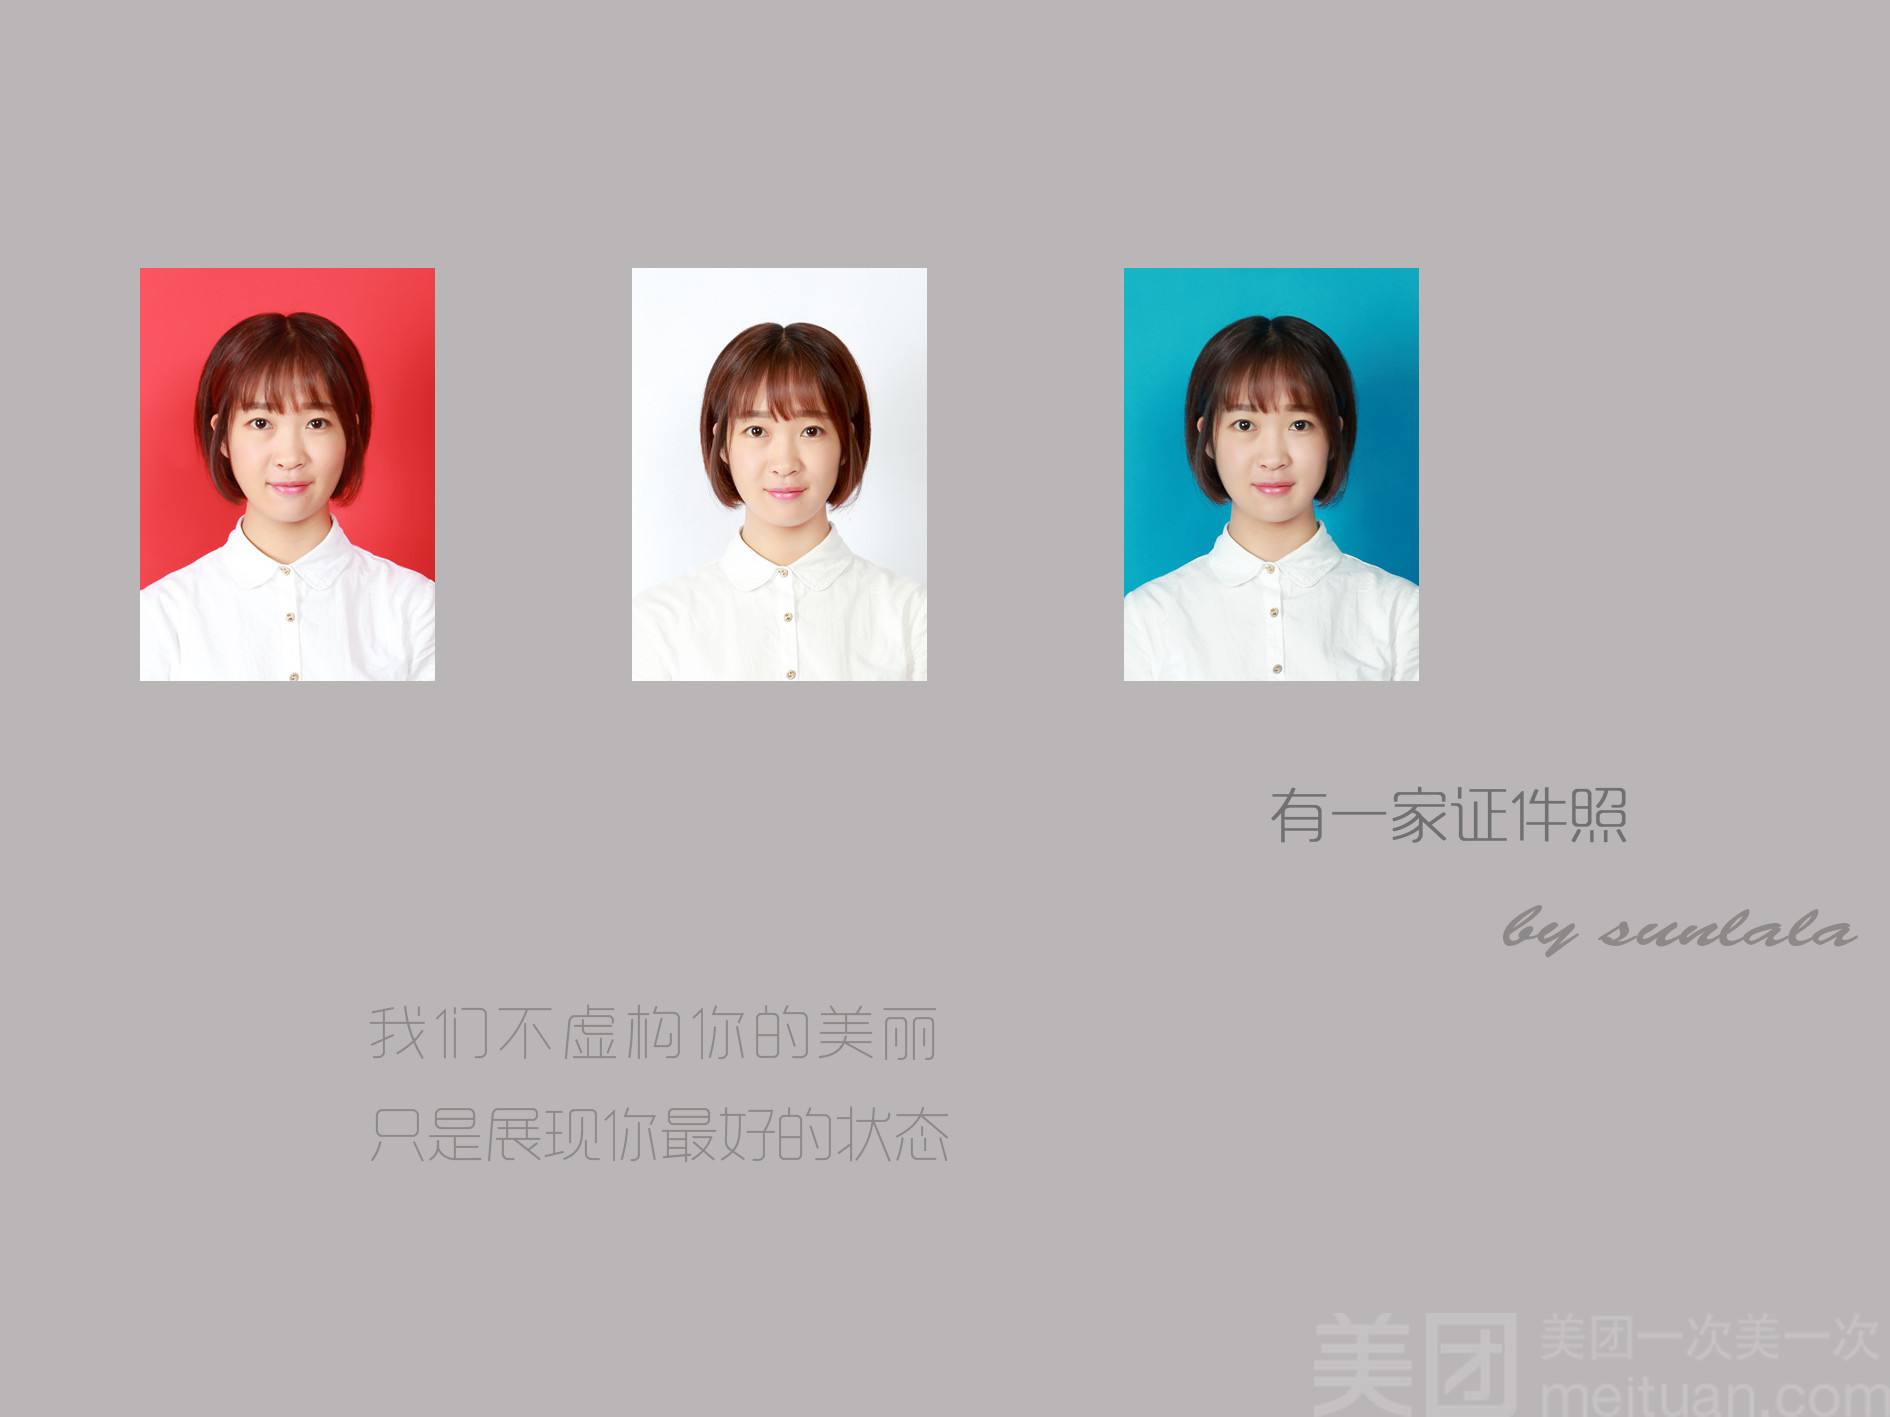 有一家证件照
by sunlala
我们不虚构你的美丽
只是展现你最好的状态
美团 美团一次美一次
meituan.com